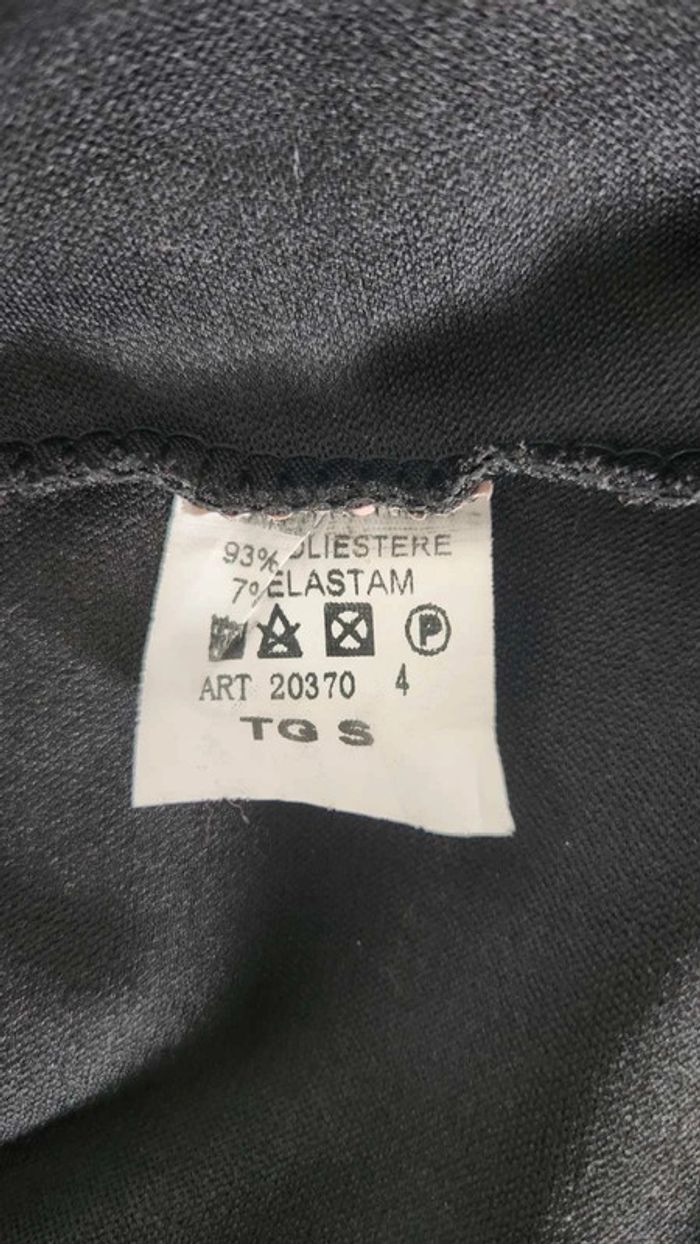 93% OLIESTERE
7% ELASTAM
P
ART 20370 4
TG S